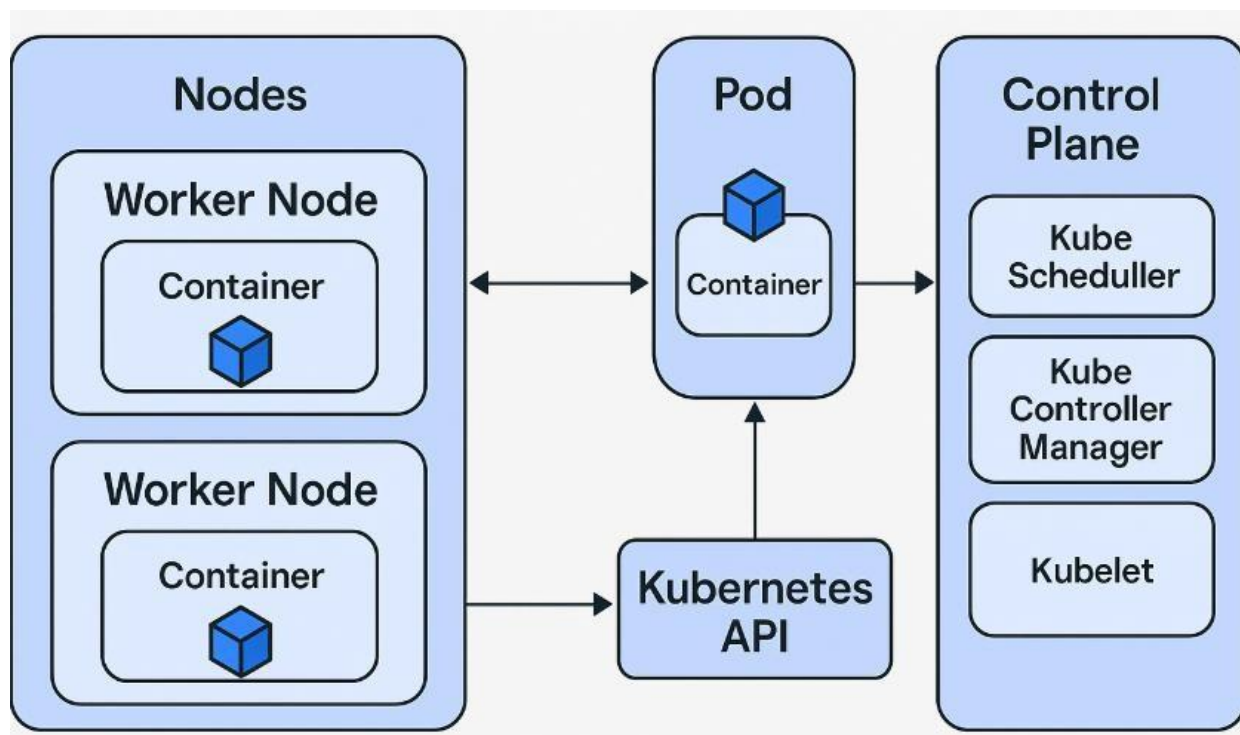 Nodes
Worker Node
Container
Worker Node
Container
Pod
Container
Kubernetes
API
Control
Plane
Kube
Scheduller
Kube
Controller
Manager
Kubelet